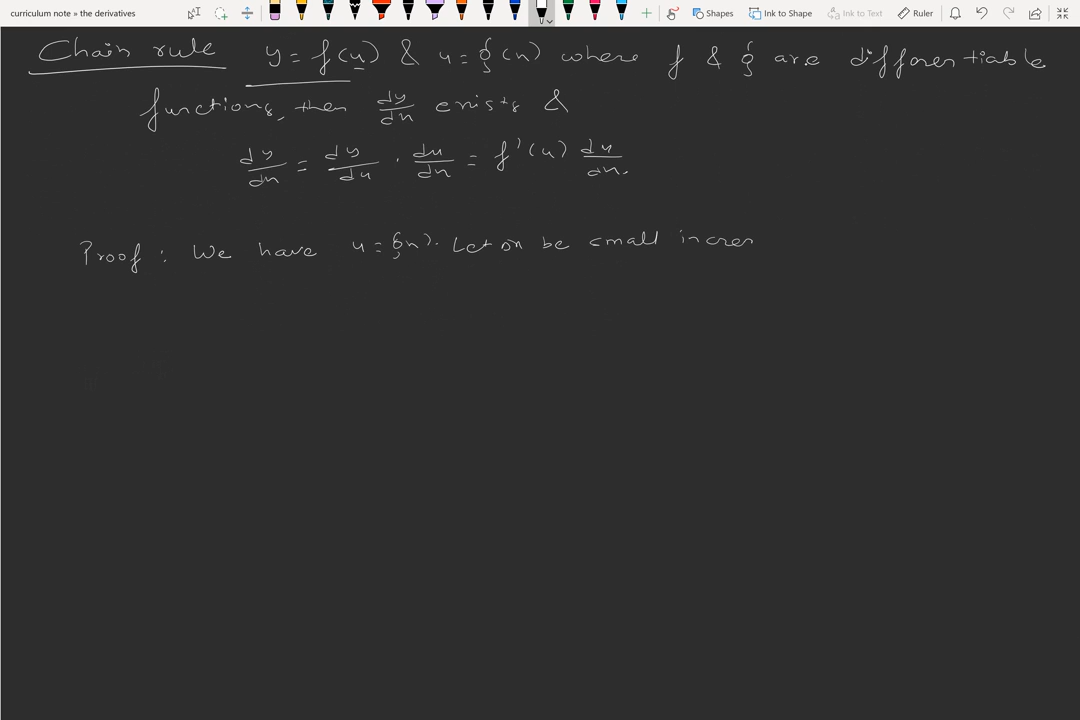 curriculum note » the derivatives
Shapes Ink to Shape Ink to Text Ruler
Chain rule y = f(u) & u = g(x) where f & g are differentiable
functions, then dy/dx exists &
dy/dx = dy/du · du/dx = f'(u) du/dx.
Proof : We have u = g(x). Let δx be small incren